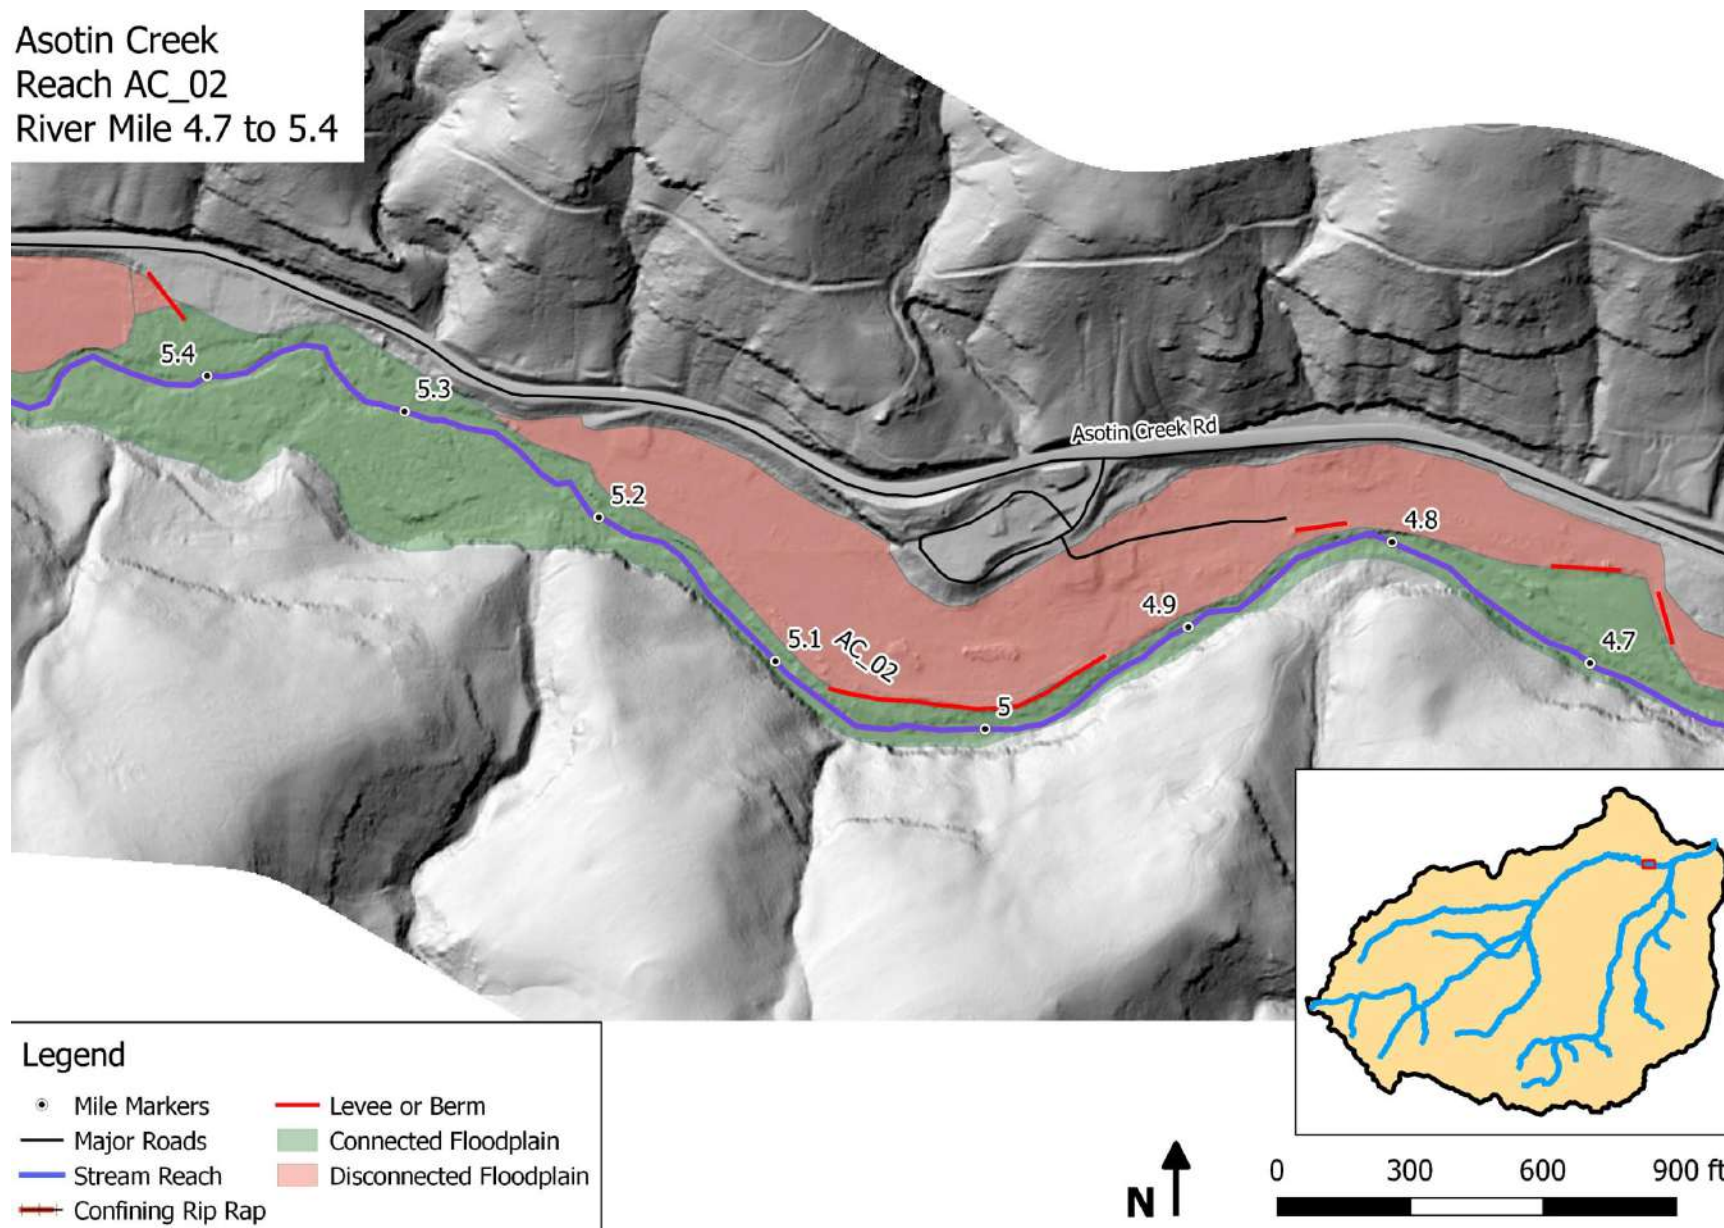 Asotin Creek
Reach AC_02
River Mile 4.7 to 5.4
5.4
5.3
Asotin Creek Rd
5.2
4.8
4.9
5.1
AC_02
4.7
5
Legend
Mile Markers
Major Roads
Stream Reach
Confining Rip Rap
Levee or Berm
Connected Floodplain
Disconnected Floodplain
N
0 300 600 900 ft